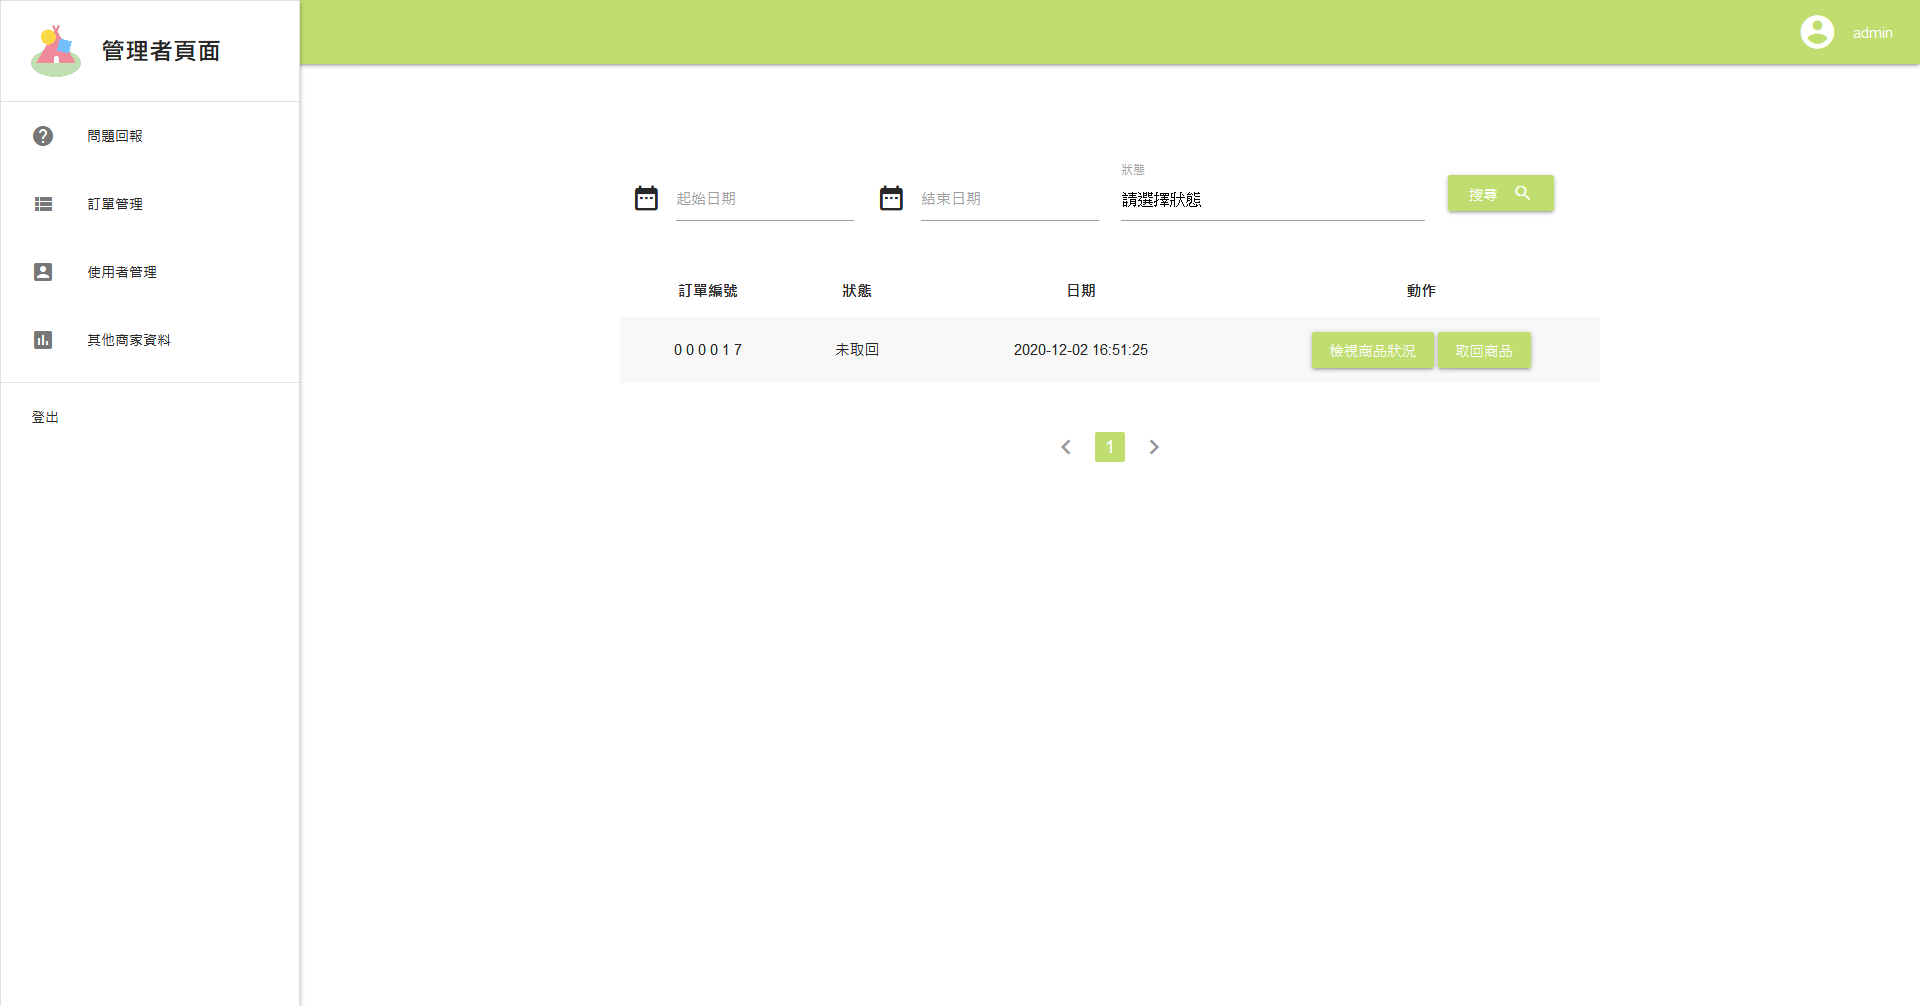 管理者頁面
admin
問題回報
訂單管理
使用者管理
其他商家資料
登出
起始日期
結束日期
狀態
請選擇狀態
搜尋
訂單編號 狀態 日期 動作
000017 未取回 2020-12-02 16:51:25 檢視商品狀況 取回商品
1